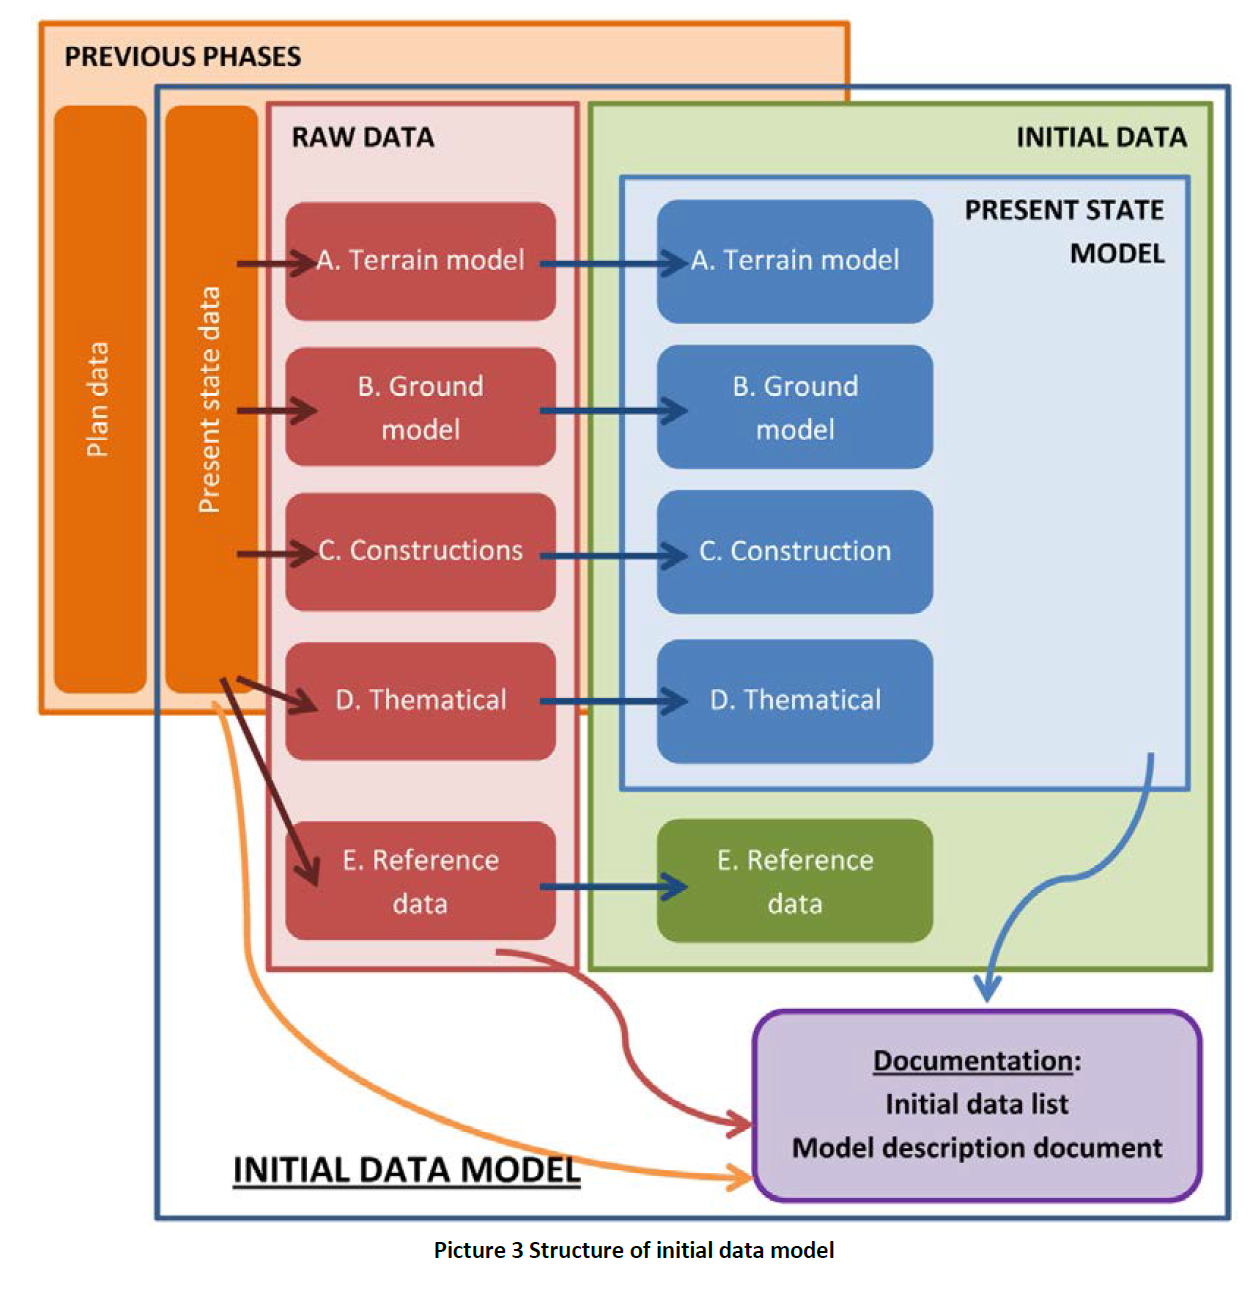 PREVIOUS PHASES
Plan data
Present state data
RAW DATA
A. Terrain model
B. Ground
model
C. Constructions
D. Thematical
E. Reference
data
INITIAL DATA
PRESENT STATE
MODEL
A. Terrain model
B. Ground
model
C. Construction
D. Thematical
E. Reference
data
Documentation:
Initial data list
Model description document
INITIAL DATA MODEL
Picture 3 Structure of initial data model